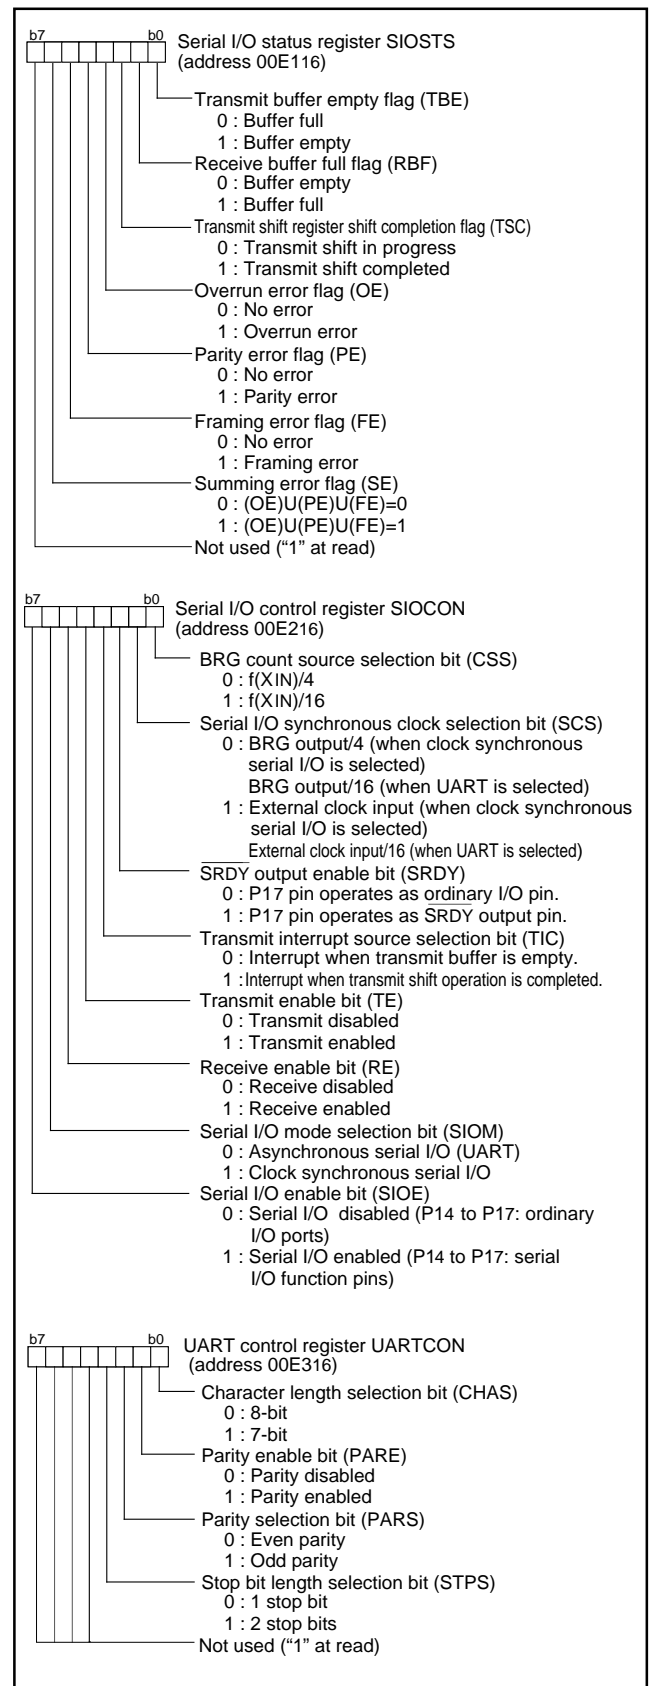 b7 b0 Serial I/O status register SIOSTS
(address 00E116)
Transmit buffer empty flag (TBE)
0 : Buffer full
1 : Buffer empty
Receive buffer full flag (RBF)
0 : Buffer empty
1 : Buffer full
Transmit shift register shift completion flag (TSC)
0 : Transmit shift in progress
1 : Transmit shift completed
Overrun error flag (OE)
0 : No error
1 : Overrun error
Parity error flag (PE)
0 : No error
1 : Parity error
Framing error flag (FE)
0 : No error
1 : Framing error
Summing error flag (SE)
0 : (OE)U(PE)U(FE)=0
1 : (OE)U(PE)U(FE)=1
Not used (“1” at read)
b7 b0 Serial I/O control register SIOCON
(address 00E216)
BRG count source selection bit (CSS)
0 : f(XIN)/4
1 : f(XIN)/16
Serial I/O synchronous clock selection bit (SCS)
0 : BRG output/4 (when clock synchronous
serial I/O is selected)
BRG output/16 (when UART is selected)
1 : External clock input (when clock synchronous
serial I/O is selected)
External clock input/16 (when UART is selected)
SRDY output enable bit (SRDY)
0 : P17 pin operates as ordinary I/O pin.
1 : P17 pin operates as SRDY output pin.
Transmit interrupt source selection bit (TIC)
0 : Interrupt when transmit buffer is empty.
1 : Interrupt when transmit shift operation is completed.
Transmit enable bit (TE)
0 : Transmit disabled
1 : Transmit enabled
Receive enable bit (RE)
0 : Receive disabled
1 : Receive enabled
Serial I/O mode selection bit (SIOM)
0 : Asynchronous serial I/O (UART)
1 : Clock synchronous serial I/O
Serial I/O enable bit (SIOE)
0 : Serial I/O disabled (P14 to P17: ordinary
I/O ports)
1 : Serial I/O enabled (P14 to P17: serial
I/O function pins)
b7 b0 UART control register UARTCON
(address 00E316)
Character length selection bit (CHAS)
0 : 8-bit
1 : 7-bit
Parity enable bit (PARE)
0 : Parity disabled
1 : Parity enabled
Parity selection bit (PARS)
0 : Even parity
1 : Odd parity
Stop bit length selection bit (STPS)
0 : 1 stop bit
1 : 2 stop bits
Not used (“1” at read)